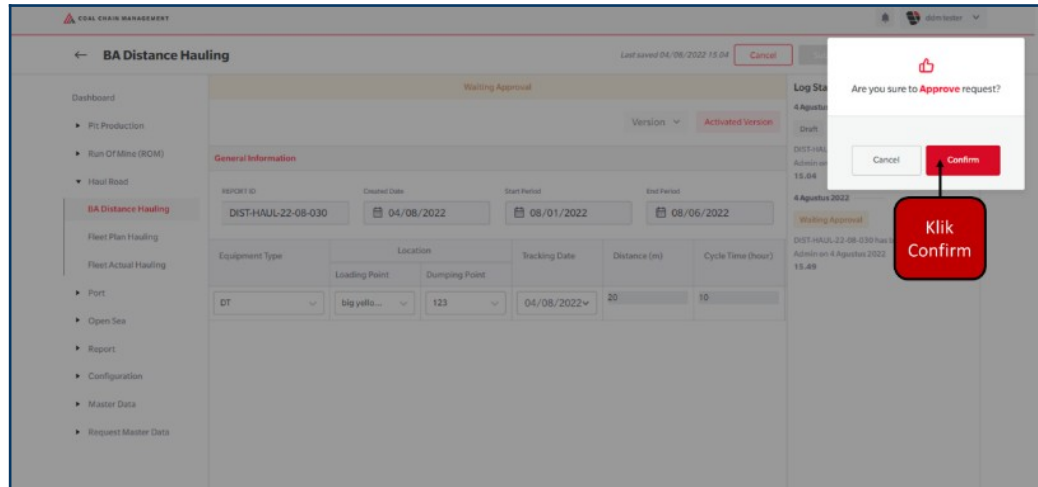 COAL CHAIN MANAGEMENT
ddm tester
← BA Distance Hauling
Last saved 04/08/2022 15.04
Cancel
Are you sure to Approve request?
Cancel
Confirm
Klik
Confirm
Dashboard
Pit Production
Run Of Mine (ROM)
Haul Road
BA Distance Hauling
Fleet Plan Hauling
Fleet Actual Hauling
Port
Open Sea
Report
Configuration
Master Data
Request Master Data
Waiting Approval
Version
Activated Version
General Information
REPORT ID Created Date Start Period End Period
DIST-HAUL-22-08-030 04/08/2022 08/01/2022 08/06/2022
Equipment Type Location Tracking Date Distance (m) Cycle Time (hour)
Loading Point Dumping Point
DT big yello... 123 04/08/2022 20 10
Log Sta
4 Agustus
Draft
DIST-HAU
Admin on
15.04
4 Agustus 2022
Waiting Approval
DIST-HAUL-22-08-030 has b
Admin on 4 Agustus 2022
15.49